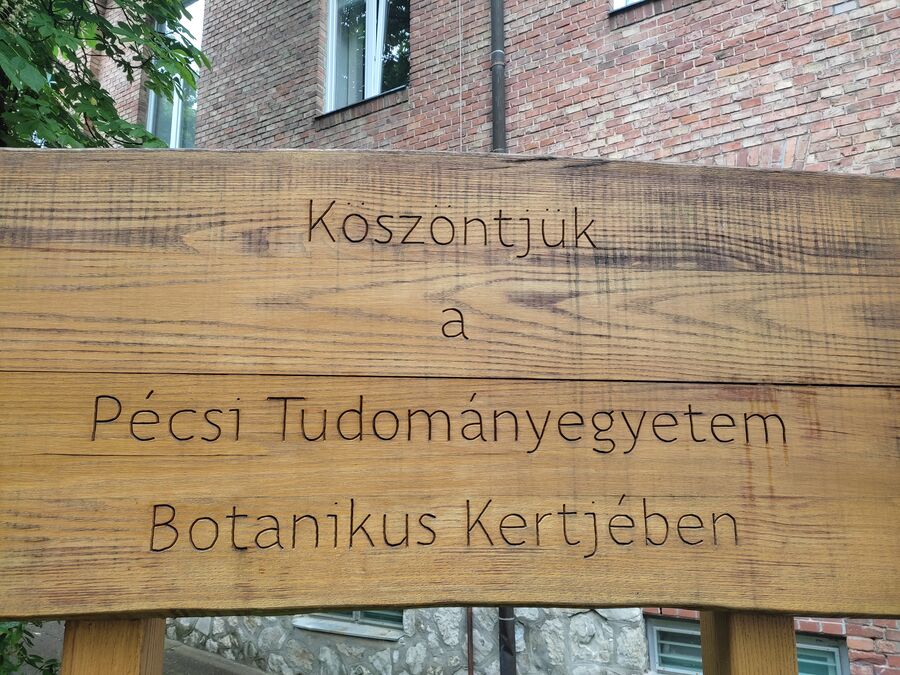 Köszöntjük
a
Pécsi Tudományegyetem
Botanikus Kertjében